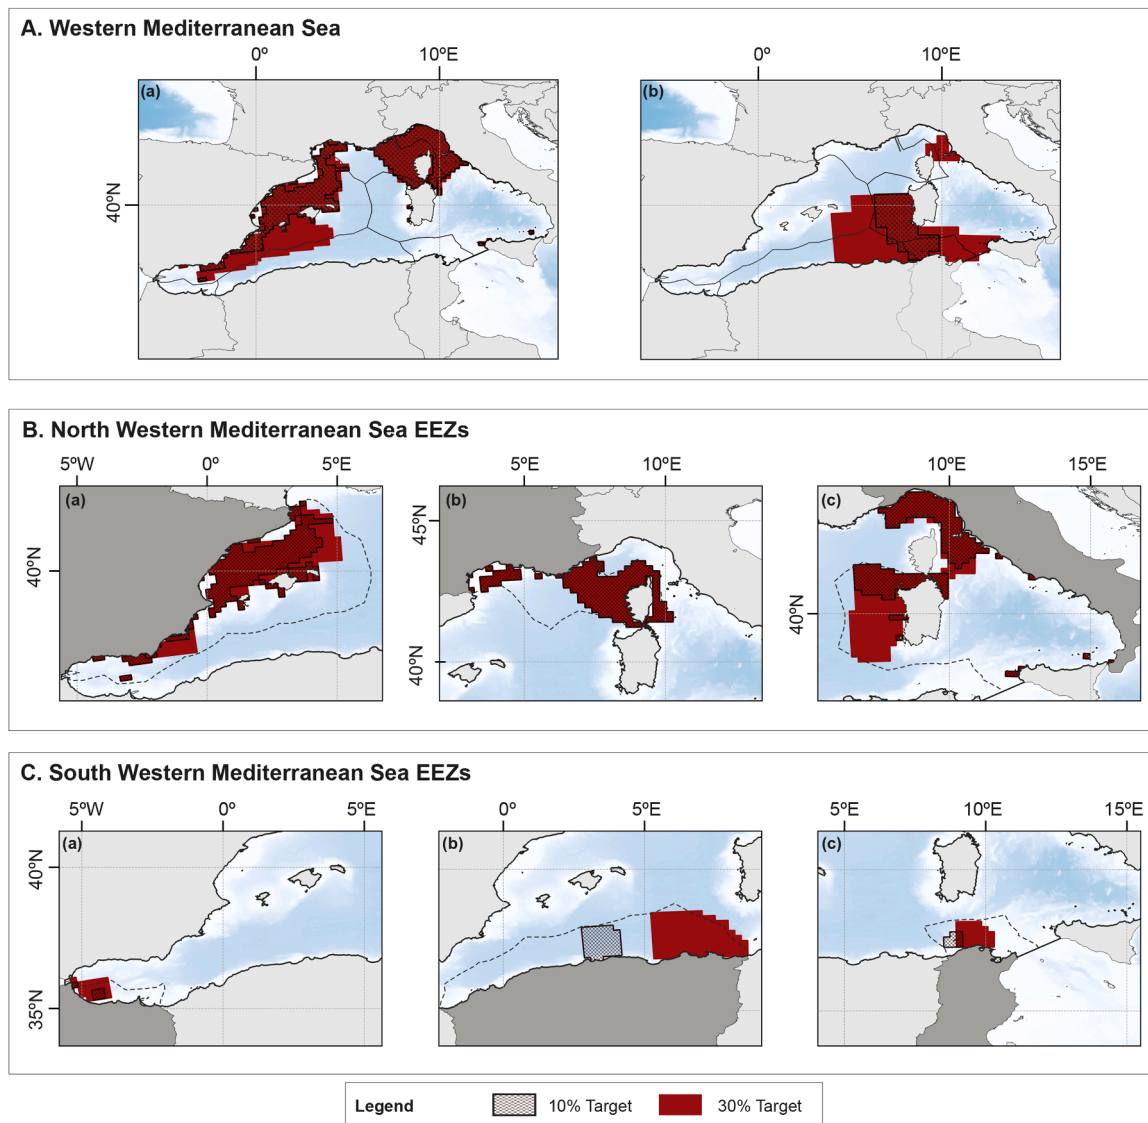 A. Western Mediterranean Sea
0° 10ºE 0º 10ºE
(a) (b)
40ºN
B. North Western Mediterranean Sea EEZs
5ºW 0º 5ºE 5ºE 10ºE 10ºE 15ºE
(a) (b) (c)
45ºN
40ºN 40ºN 40ºN
C. South Western Mediterranean Sea EEZs
5ºW 0º 5ºE 0º 5ºE 5ºE 10ºE 15ºE
(a) (b) (c)
40ºN
35ºN
Legend 10% Target 30% Target